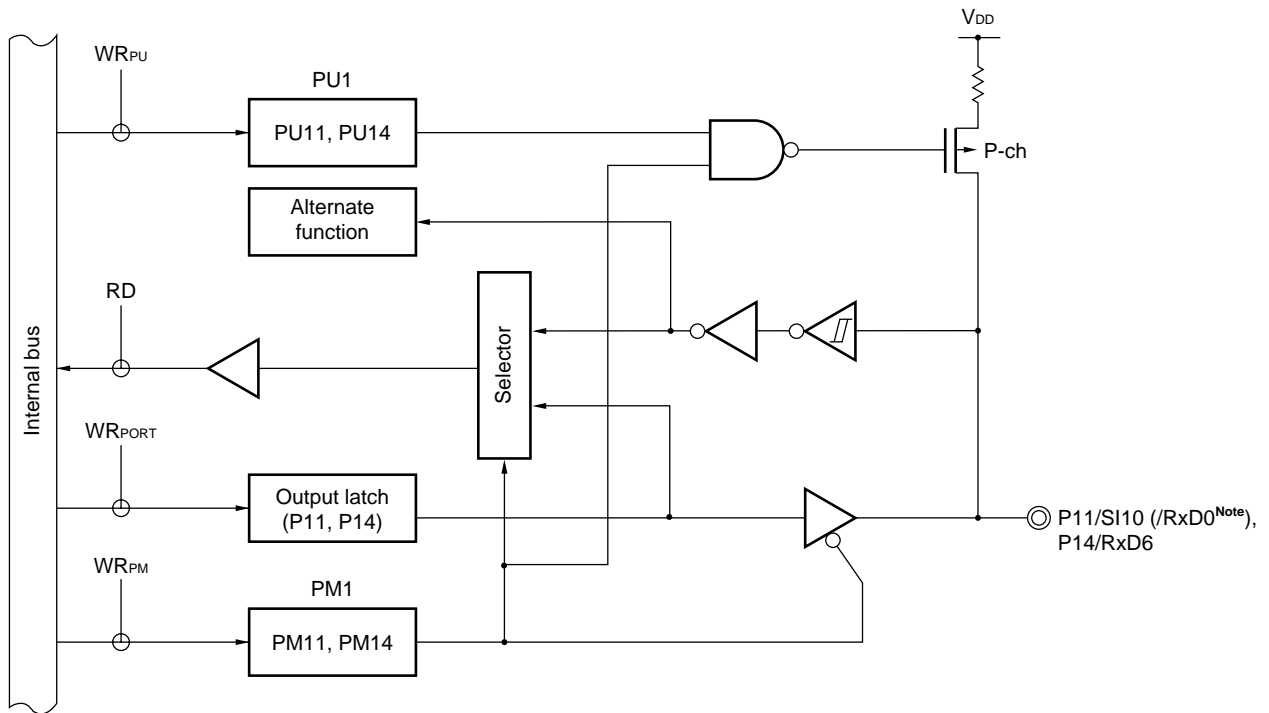 VDD
WRPU
PU1
PU11, PU14
P-ch
Alternate
function
RD
Internal bus
Selector
WRPORT
Output latch
(P11, P14)
P11/SI10 (/RxD0Note),
P14/RxD6
WRPM
PM1
PM11, PM14